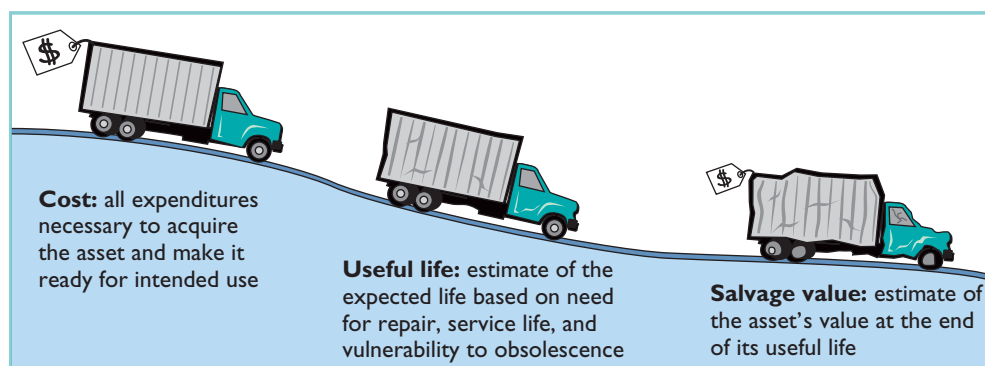 $
Cost: all expenditures
necessary to acquire
the asset and make it
ready for intended use
Useful life: estimate of the
expected life based on need
for repair, service life, and
vulnerability to obsolescence
$
Salvage value: estimate of
the asset’s value at the end
of its useful life